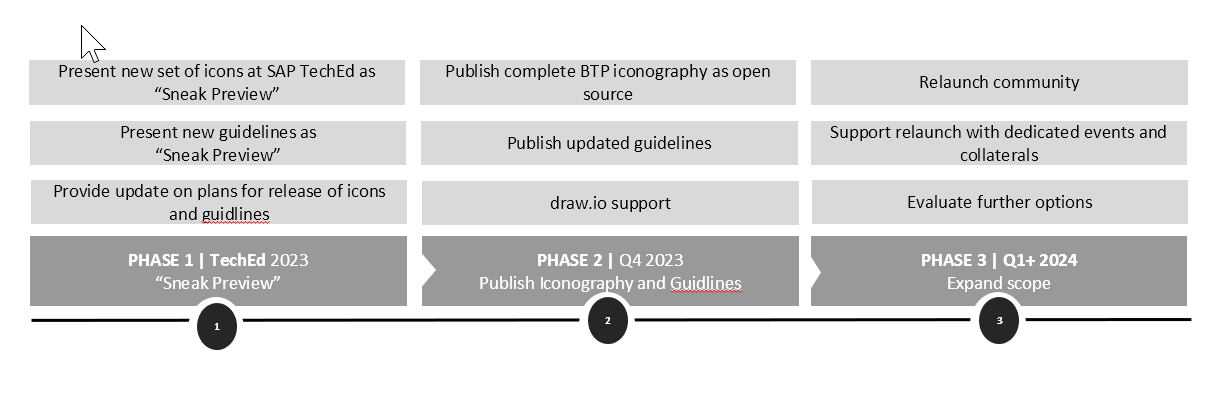 Present new set of icons at SAP TechEd as
“Sneak Preview”
Present new guidelines as
“Sneak Preview”
Provide update on plans for release of icons
and guidlines
PHASE 1 | TechEd 2023
“Sneak Preview”
1
Publish complete BTP iconography as open
source
Publish updated guidelines
draw.io support
PHASE 2 | Q4 2023
Publish Iconography and Guidlines
2
Relaunch community
Support relaunch with dedicated events and
collaterals
Evaluate further options
PHASE 3 | Q1+ 2024
Expand scope
3